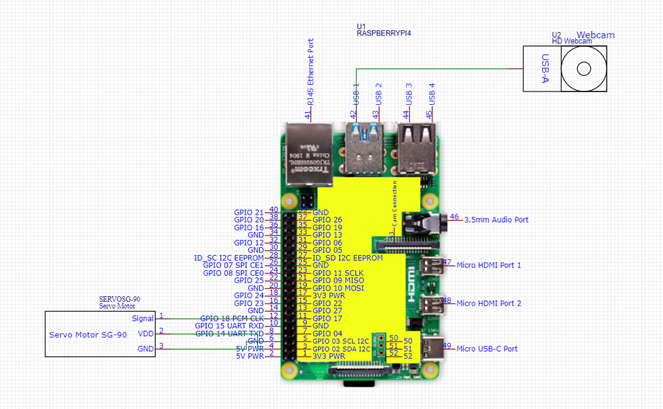 U1
RASPBERRYPI4
U2 Webcam
HD Webcam
USB-A
41 RJ45 Ethernet Port
42 USB 1
43 USB 2
44 USB 3
45 USB 4
Trxcom
China M 1904
Cam Connection
GPIO 21 40 GND
GPIO 20 38 37 GPIO 26
GPIO 16 36 35 GPIO 19
GND 34 33 GPIO 13
GPIO 12 32 31 GPIO 06
GND 30 29 GPIO 05
ID_SC I2C EEPROM 28 27 ID_SD I2C EEPROM
GPIO 07 SPI CE1 26 25 GND
GPIO 08 SPI CE0 24 23 GPIO 11 SCLK
GPIO 25 22 21 GPIO 09 MISO
GND 20 19 GPIO 10 MOSI
GPIO 24 18 17 3V3 PWR
GPIO 23 16 15 GPIO 22
GND 14 13 GPIO 27
GPIO 18 PCM CLK 12 11 GPIO 17
GPIO 15 UART RXD 10 9 GND
GPIO 14 UART TXD 8 7 GPIO 04
GND 6 5 GPIO 03 SCL I2C
5V PWR 4 3 GPIO 02 SDA I2C
5V PWR 2 1 3V3 PWR
50 50
51 51
52 52
46 3.5mm Audio Port
47 Micro HDMI Port 1
HDMI
48 Micro HDMI Port 2
49 Micro USB-C Port
SERVOSG-90
Servo Motor
Servo Motor SG-90
Signal 1
VDD 2
GND 3